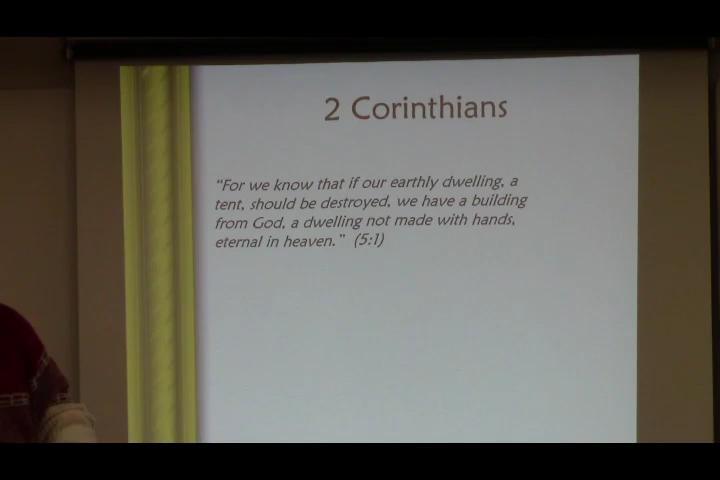 2 Corinthians
“For we know that if our earthly dwelling, a
tent, should be destroyed, we have a building
from God, a dwelling not made with hands,
eternal in heaven.” (5:1)